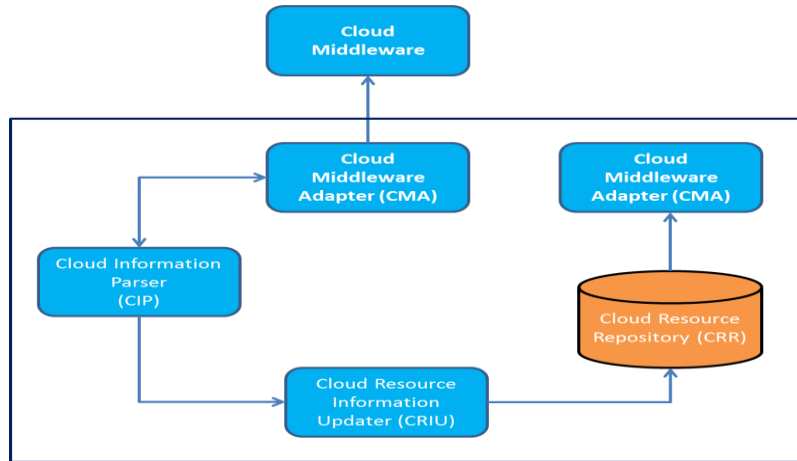 Cloud
Middleware
Cloud
Middleware
Adapter (CMA)
Cloud
Middleware
Adapter (CMA)
Cloud Information
Parser
(CIP)
Cloud Resource
Repository (CRR)
Cloud Resource
Information
Updater (CRIU)